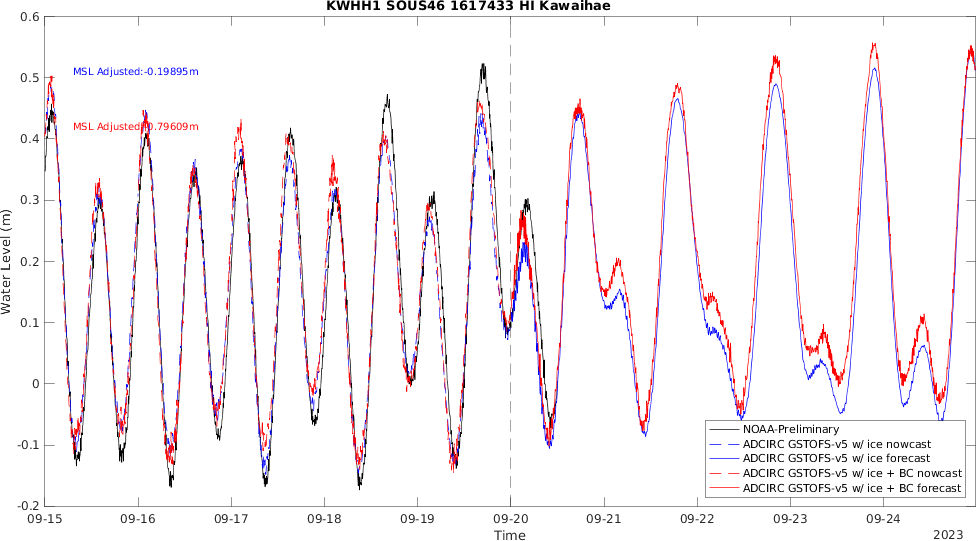 KWHH1 SOUS46 1617433 HI Kawaihae
0.6
0.5
0.4
0.3
0.2
0.1
0
-0.1
-0.2
Water Level (m)
MSL Adjusted:-0.19895m
MSL Adjusted
0.79609m
NOAA-Preliminary
ADCIRC GSTOFS-v5 w/ ice nowcast
ADCIRC GSTOFS-v5 w/ ice forecast
ADCIRC GSTOFS-v5 w/ ice + BC nowcast
ADCIRC GSTOFS-v5 w/ ice + BC forecast
09-15 09-16 09-17 09-18 09-19 09-20 09-21 09-22 09-23 09-24
Time
2023